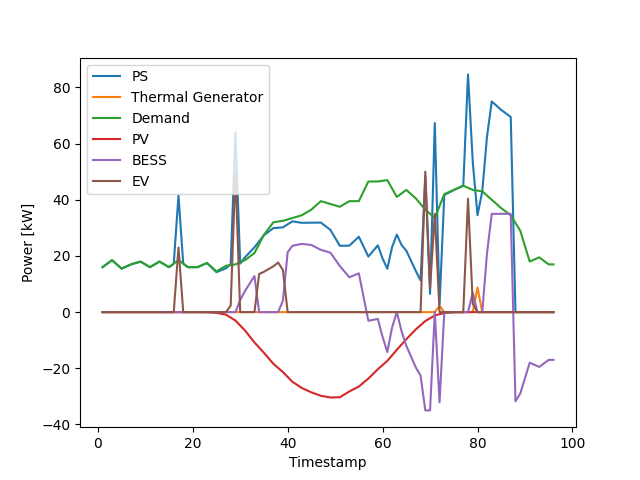 PS
Thermal Generator
Demand
PV
BESS
EV
Power [kW]
80
60
40
20
0
−20
−40
0 20 40 60 80 100
Timestamp